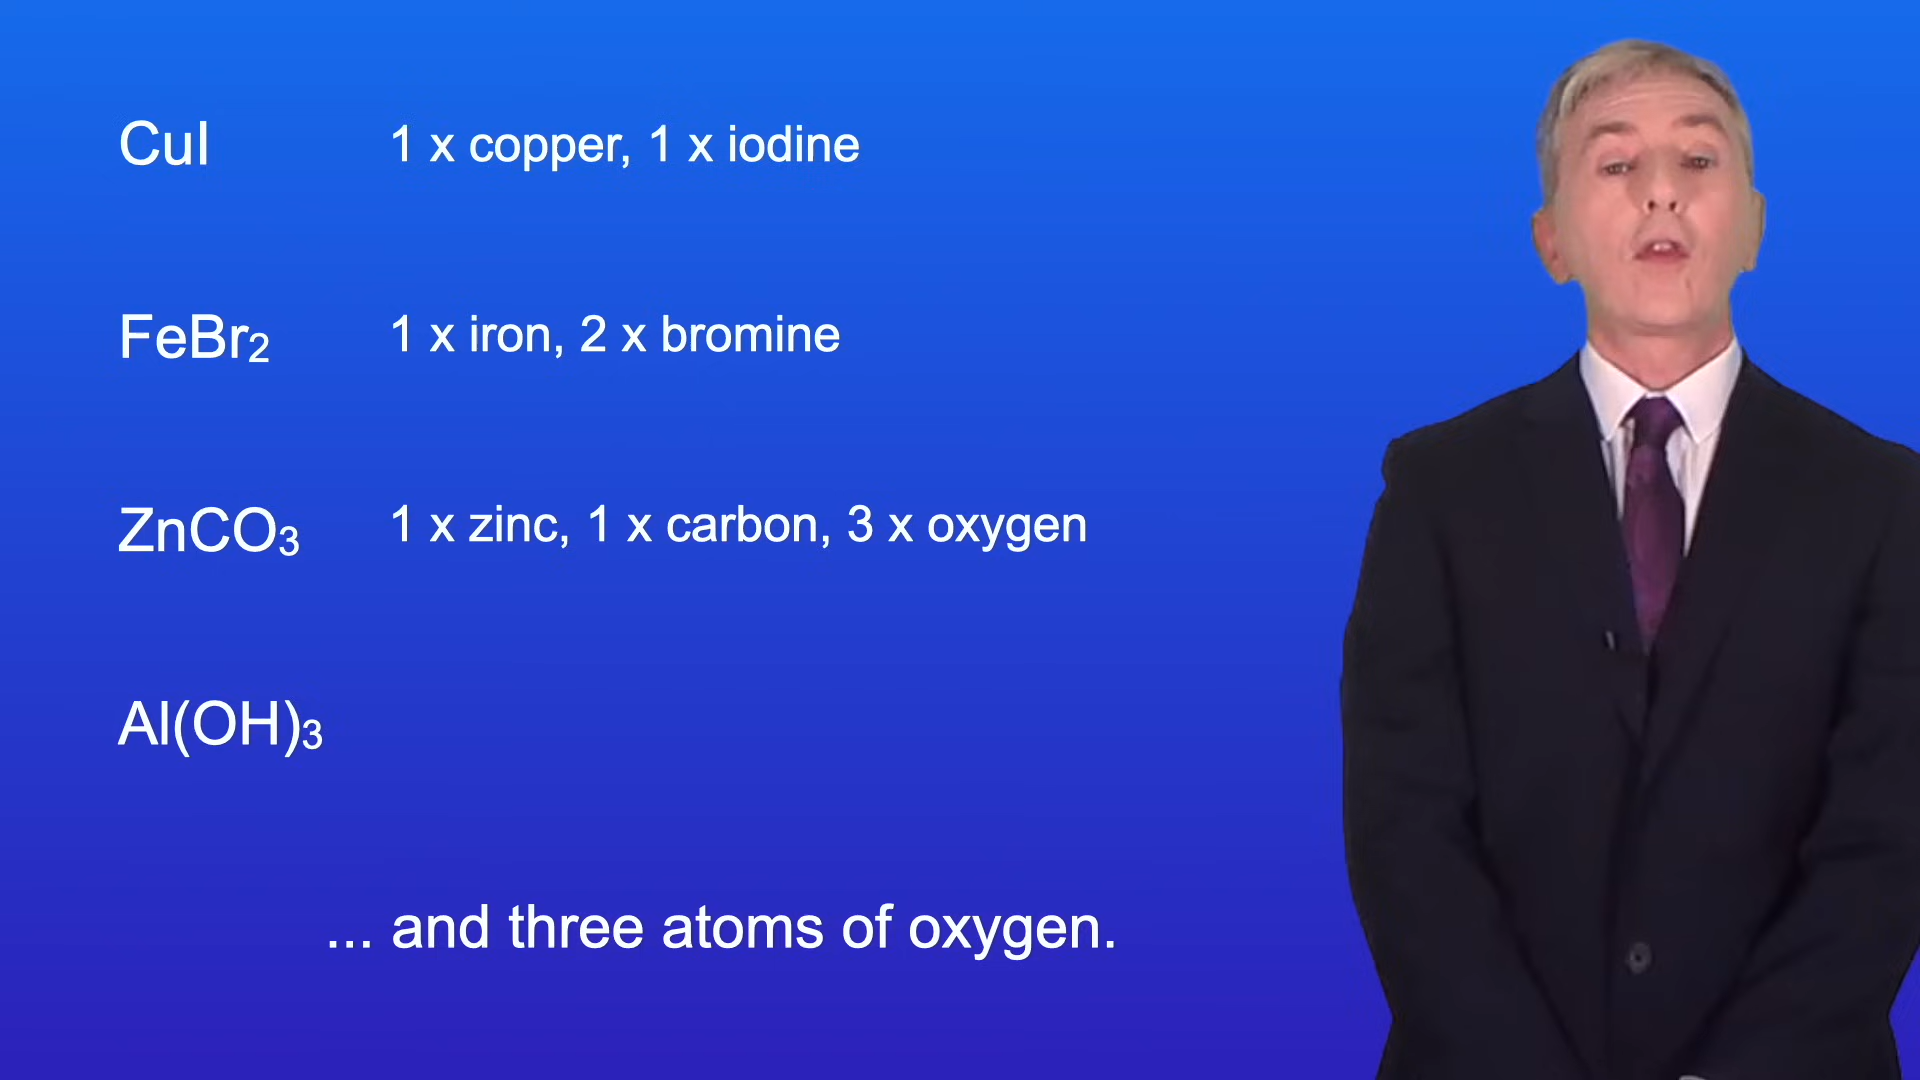 CuI 1 x copper, 1 x iodine
FeBr₂ 1 x iron, 2 x bromine
ZnCO₃ 1 x zinc, 1 x carbon, 3 x oxygen
Al(OH)₃
... and three atoms of oxygen.